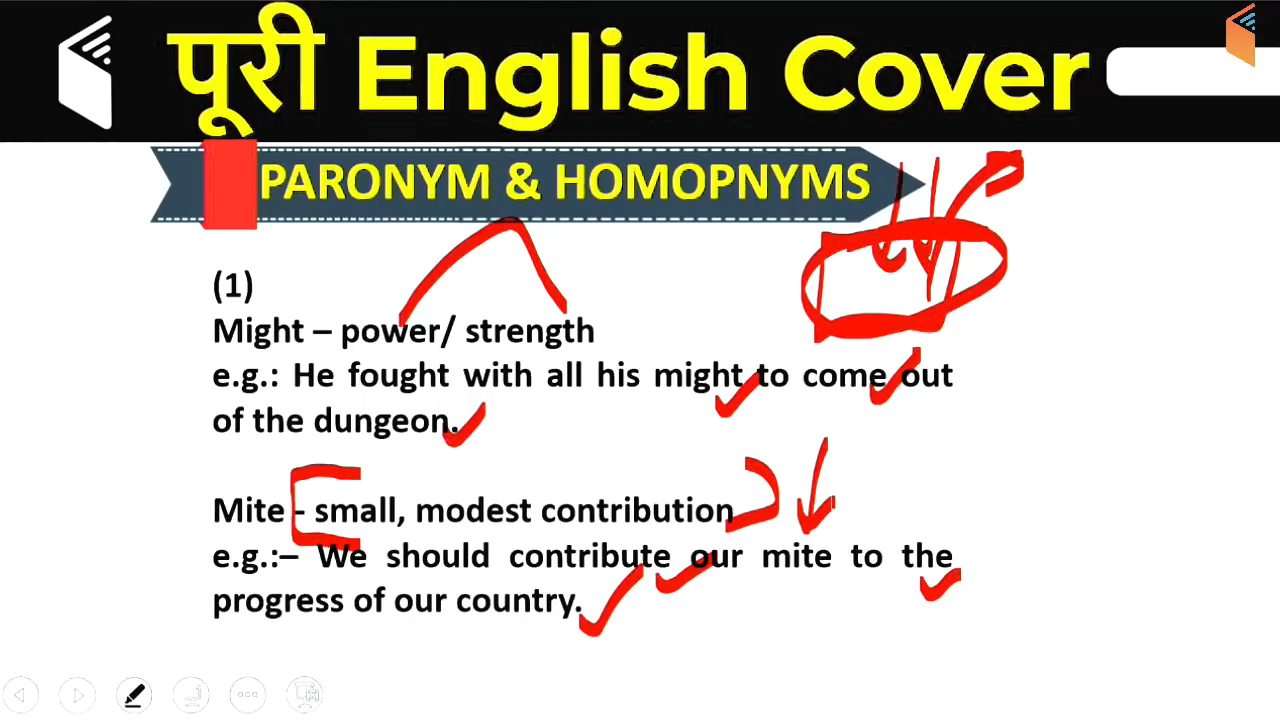 पूरी English Cover
PARONYM & HOMOPNYMS
(1)
Might – power/ strength
e.g.: He fought with all his might to come out
of the dungeon.
Mite - small, modest contribution
e.g.:– We should contribute our mite to the
progress of our country.